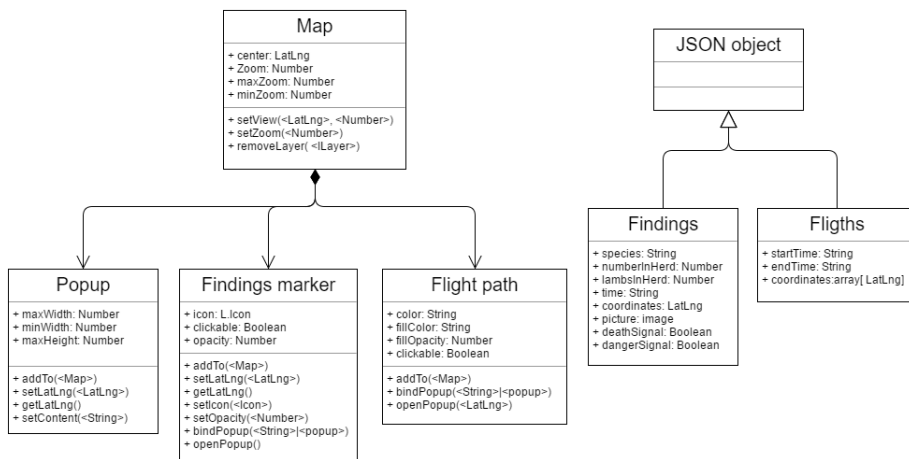 Map
+ center: LatLng
+ Zoom: Number
+ maxZoom: Number
+ minZoom: Number
+ setView(<LatLng>, <Number>)
+ setZoom(<Number>)
+ removeLayer( <ILayer>)
JSON object
Popup
+ maxWidth: Number
+ minWidth: Number
+ maxHeight: Number
+ addTo(<Map>)
+ setLatLng(<LatLng>)
+ getLatLng()
+ setContent(<String>)
Findings marker
+ icon: L.Icon
+ clickable: Boolean
+ opacity: Number
+ addTo(<Map>)
+ setLatLng(<LatLng>)
+ getLatLng()
+ setIcon(<Icon>)
+ setOpacity(<Number>)
+ bindPopup(<String>|<popup>)
+ openPopup()
Flight path
+ color: String
+ fillColor: String
+ fillOpacity: Number
+ clickable: Boolean
+ addTo(<Map>)
+ bindPopup(<String>|<popup>)
+ openPopup(<LatLng>)
Findings
+ species: String
+ numberInHerd: Number
+ lambsInHerd: Number
+ time: String
+ coordinates: LatLng
+ picture: image
+ deathSignal: Boolean
+ dangerSignal: Boolean
Fligths
+ startTime: String
+ endTime: String
+ coordinates:array[ LatLng]